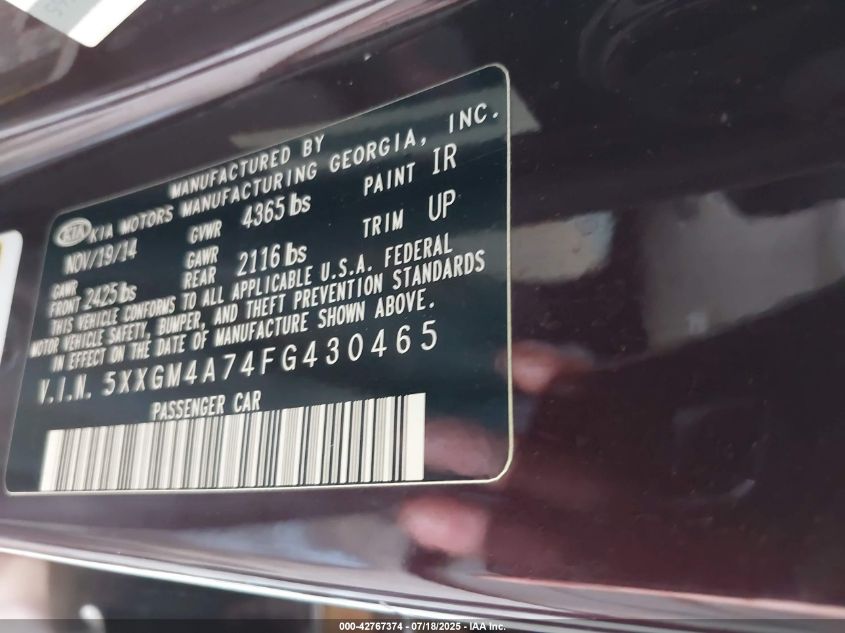 MANUFACTURED BY
KIA KIA MOTORS MANUFACTURING GEORGIA, INC.
NOV/19/14 GVWR 4365 lbs PAINT IR
GAWR FRONT 2425 lbs GAWR REAR 2116 lbs TRIM UP
THIS VEHICLE CONFORMS TO ALL APPLICABLE U.S.A. FEDERAL
MOTOR VEHICLE SAFETY, BUMPER, AND THEFT PREVENTION STANDARDS
IN EFFECT ON THE DATE OF MANUFACTURE SHOWN ABOVE.
V.I.N. 5XXGM4A74FG430465
PASSENGER CAR
000-42767374 - 07/18/2025 - IAA Inc.